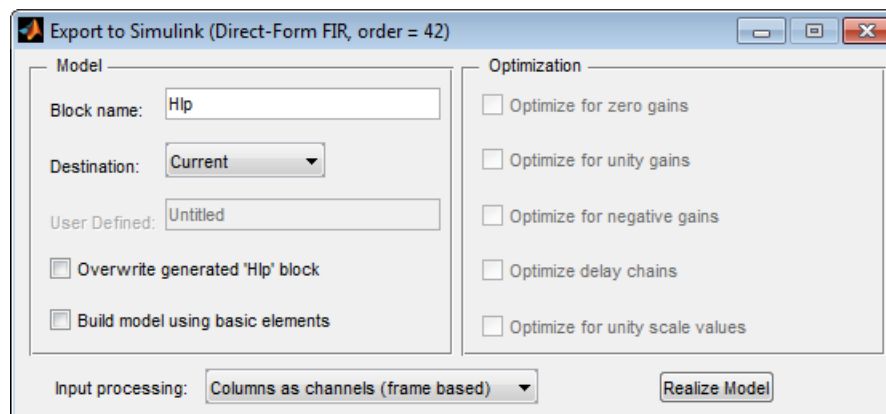 Export to Simulink (Direct-Form FIR, order = 42)
Model
Block name: Hlp
Destination: Current
User Defined: Untitled
Overwrite generated 'Hlp' block
Build model using basic elements
Optimization
Optimize for zero gains
Optimize for unity gains
Optimize for negative gains
Optimize delay chains
Optimize for unity scale values
Input processing: Columns as channels (frame based)
Realize Model